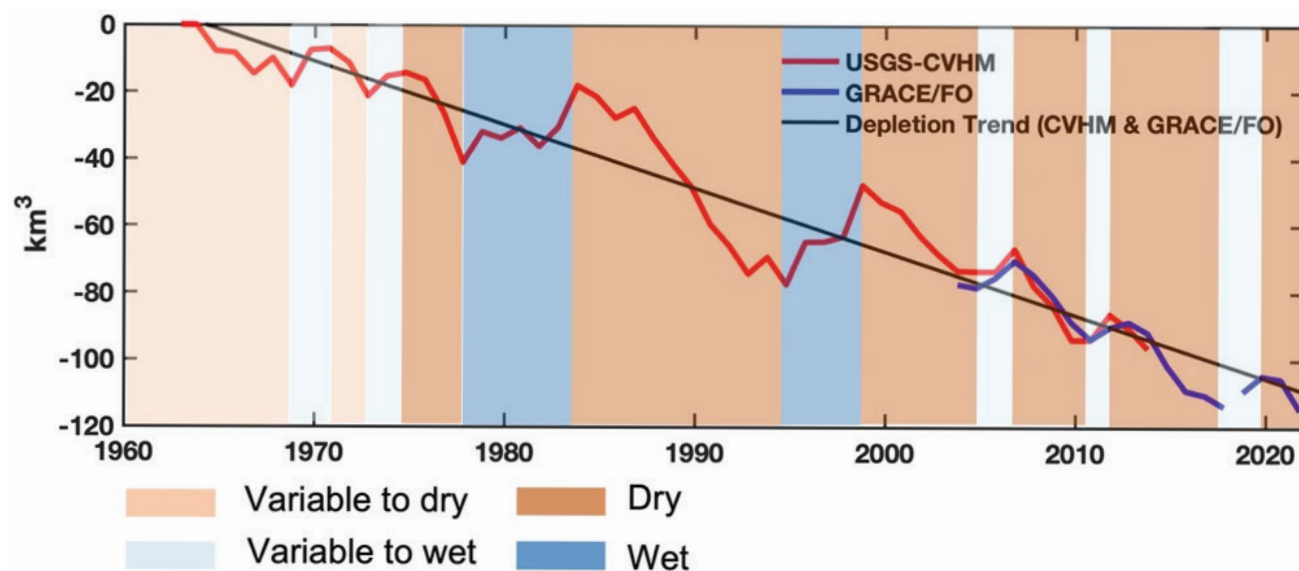 0
-20
-40
-60
-80
-100
-120
km³
USGS-CVHM
GRACE/FO
Depletion Trend (CVHM & GRACE/FO)
1960 1970 1980 1990 2000 2010 2020
Variable to dry Dry
Variable to wet Wet